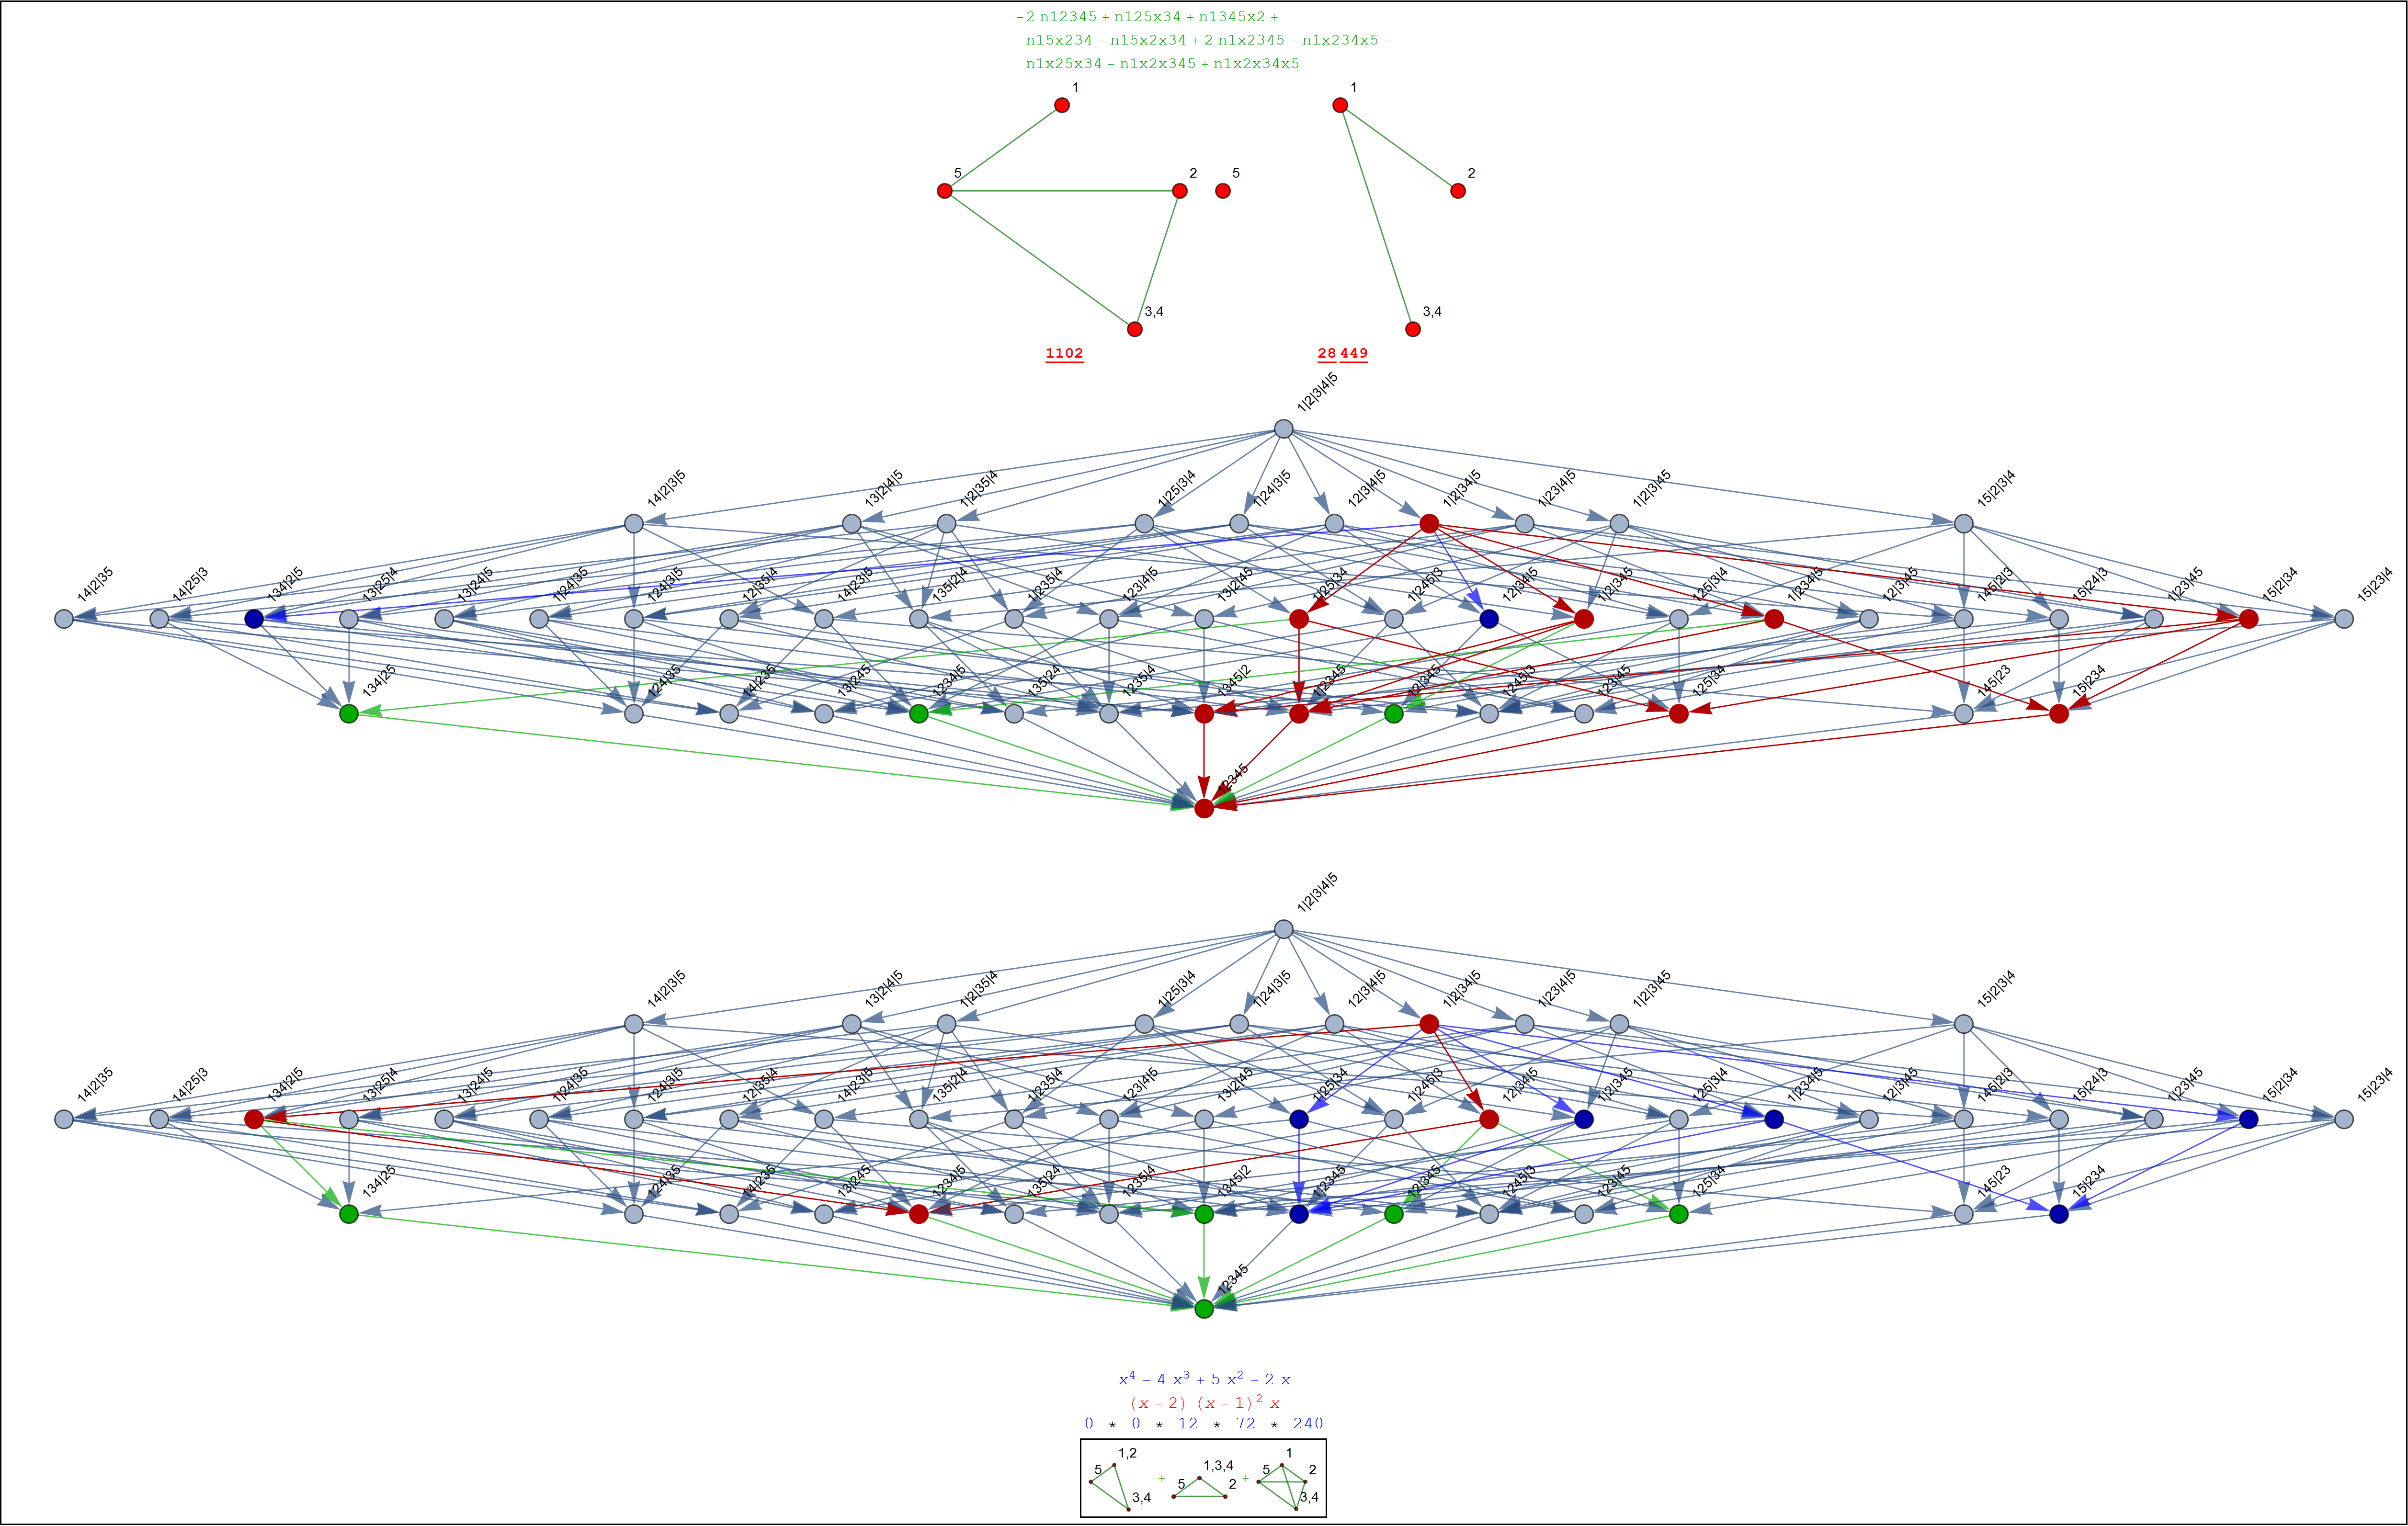 −2 n12345 + n125x34 + n1345x2 +
n15x234 − n15x2x34 + 2 n1x2345 − n1x234x5 −
n1x25x34 − n1x2x345 + n1x2x34x5
1 1
5 2 5 2
3,4 3,4
1102 28 449
1|2|3|4|5
14|2|3|5 13|2|4|5 1|2|35|4 1|25|3|4 1|24|3|5 12|3|4|5 1|2|34|5 1|23|4|5 1|2|3|45 15|2|3|4
14|2|35 14|25|3 134|2|5 13|25|4 13|24|5 1|24|35 124|3|5 12|35|4 14|23|5 135|2|4 1|235|4 123|4|5 13|2|45 1|25|34 1|245|3 12|34|5 1|2|345 125|3|4 1|234|5 12|3|45 145|2|3 15|24|3 1|23|45 15|2|34 15|23|4
134|25 124|35 14|235 13|245 1234|5 135|24 1235|4 1345|2 1|2345 12|345 1245|3 123|45 125|34 145|23 15|234
12345
1|2|3|4|5
14|2|3|5 13|2|4|5 1|2|35|4 1|25|3|4 1|24|3|5 12|3|4|5 1|2|34|5 1|23|4|5 1|2|3|45 15|2|3|4
14|2|35 14|25|3 134|2|5 13|25|4 13|24|5 1|24|35 124|3|5 12|35|4 14|23|5 135|2|4 1|235|4 123|4|5 13|2|45 1|25|34 1|245|3 12|34|5 1|2|345 125|3|4 1|234|5 12|3|45 145|2|3 15|24|3 1|23|45 15|2|34 15|23|4
134|25 124|35 14|235 13|245 1234|5 135|24 1235|4 1345|2 1|2345 12|345 1245|3 123|45 125|34 145|23 15|234
12345
x⁴ − 4 x³ + 5 x² − 2 x
(x − 2) (x − 1)² x
0 * 0 * 12 * 72 * 240
1,2 1
5 1,3,4 5 2
+ 5 2 +
3,4 3,4